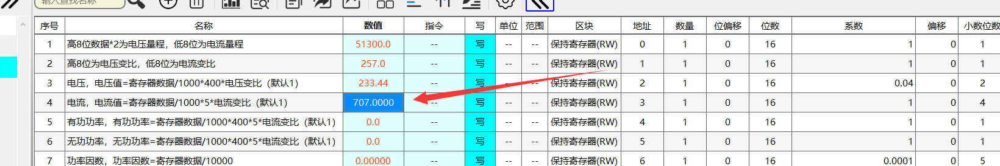 输入查找名称
序号 名称 数值 指令 写 单位 范围 区块 地址 数量 位偏移 位数 系数 偏移 小数位数
1 高8位数据*2为电压量程，低8位为电流量程 51300.0 -- 写 -- -- 保持寄存器(RW) 0 1 0 16 1 0 1
2 高8位为电压变比，低8位为电流变比 257.0 -- 写 -- -- 保持寄存器(RW) 1 1 0 16 1 0 1
3 电压，电压值=寄存器数据/1000*400*电压变比（默认1） 233.44 -- 写 -- -- 保持寄存器(RW) 2 1 0 16 0.04 0 2
4 电流，电流值=寄存器数据/1000*5*电流变比（默认1） 707.0000 -- 写 -- -- 保持寄存器(RW) 3 1 0 16 1 0 4
5 有功功率，有功功率=寄存器数据/1000*400*5*电流变比（默认1） 0.0 -- 写 -- -- 保持寄存器(RW) 4 1 0 16 1 0 1
6 无功功率，无功功率=寄存器数据/1000*400*5*电流变比（默认1） 0.0 -- 写 -- -- 保持寄存器(RW) 5 1 0 16 1 0 1
7 功率因数，功率因数=寄存器数据/10000 0.00000 -- 写 -- -- 保持寄存器(RW) 6 1 0 16 0.0001 0 5